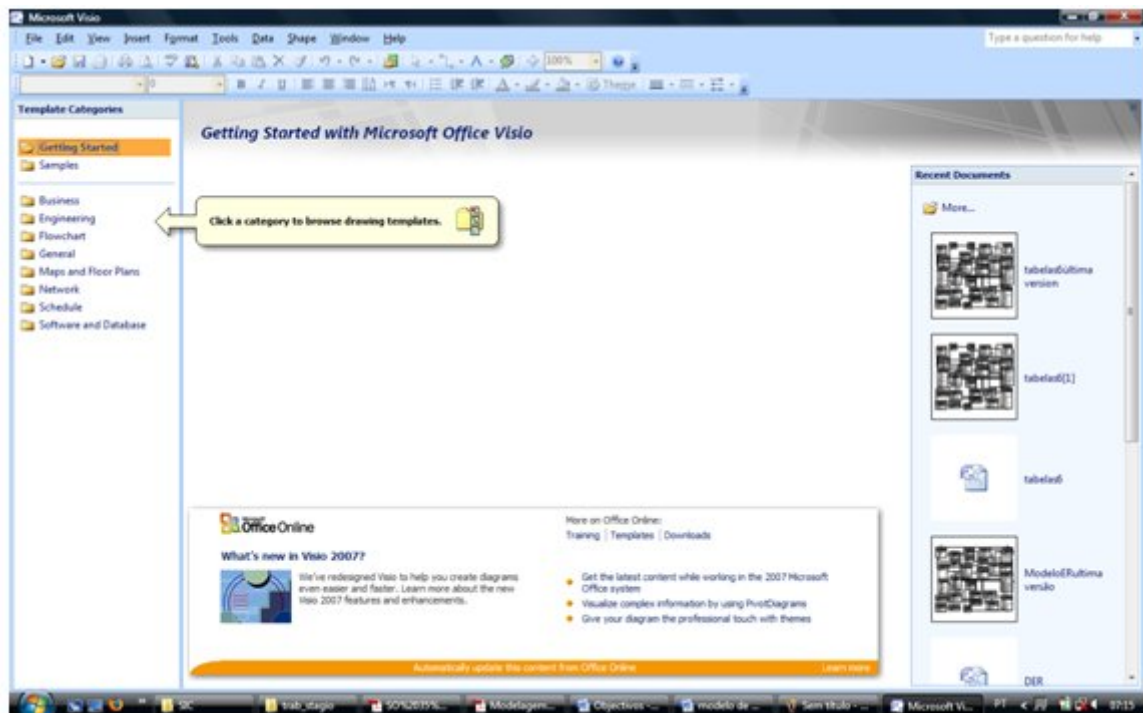 Microsoft Visio
File Edit View Insert Format Tools Data Shape Window Help
Type a question for help
100%
Theme
Template Categories
Getting Started
Samples
Business
Engineering
Flowchart
General
Maps and Floor Plans
Network
Schedule
Software and Database
Getting Started with Microsoft Office Visio
Click a category to browse drawing templates.
Recent Documents
More...
tabelas6última
version
tabelas6[1]
tabelas6
ModeloERultima
versão
DER
Microsoft
Office Online
What's new in Visio 2007?
We've redesigned Visio to help you create diagrams
even easier and faster. Learn more about the new
Visio 2007 features and enhancements.
More on Office Online:
Training | Templates | Downloads
Get the latest content while working in the 2007 Microsoft
Office system
Visualize complex information by using PivotDiagrams
Give your diagram the professional touch with themes
Automatically update this content from Office Online
Learn more
SIC
trab_stagio
Modelagem...
Objectivos -...
modelo de ...
Sem título - ...
Microsoft Vi...
PT
07:15